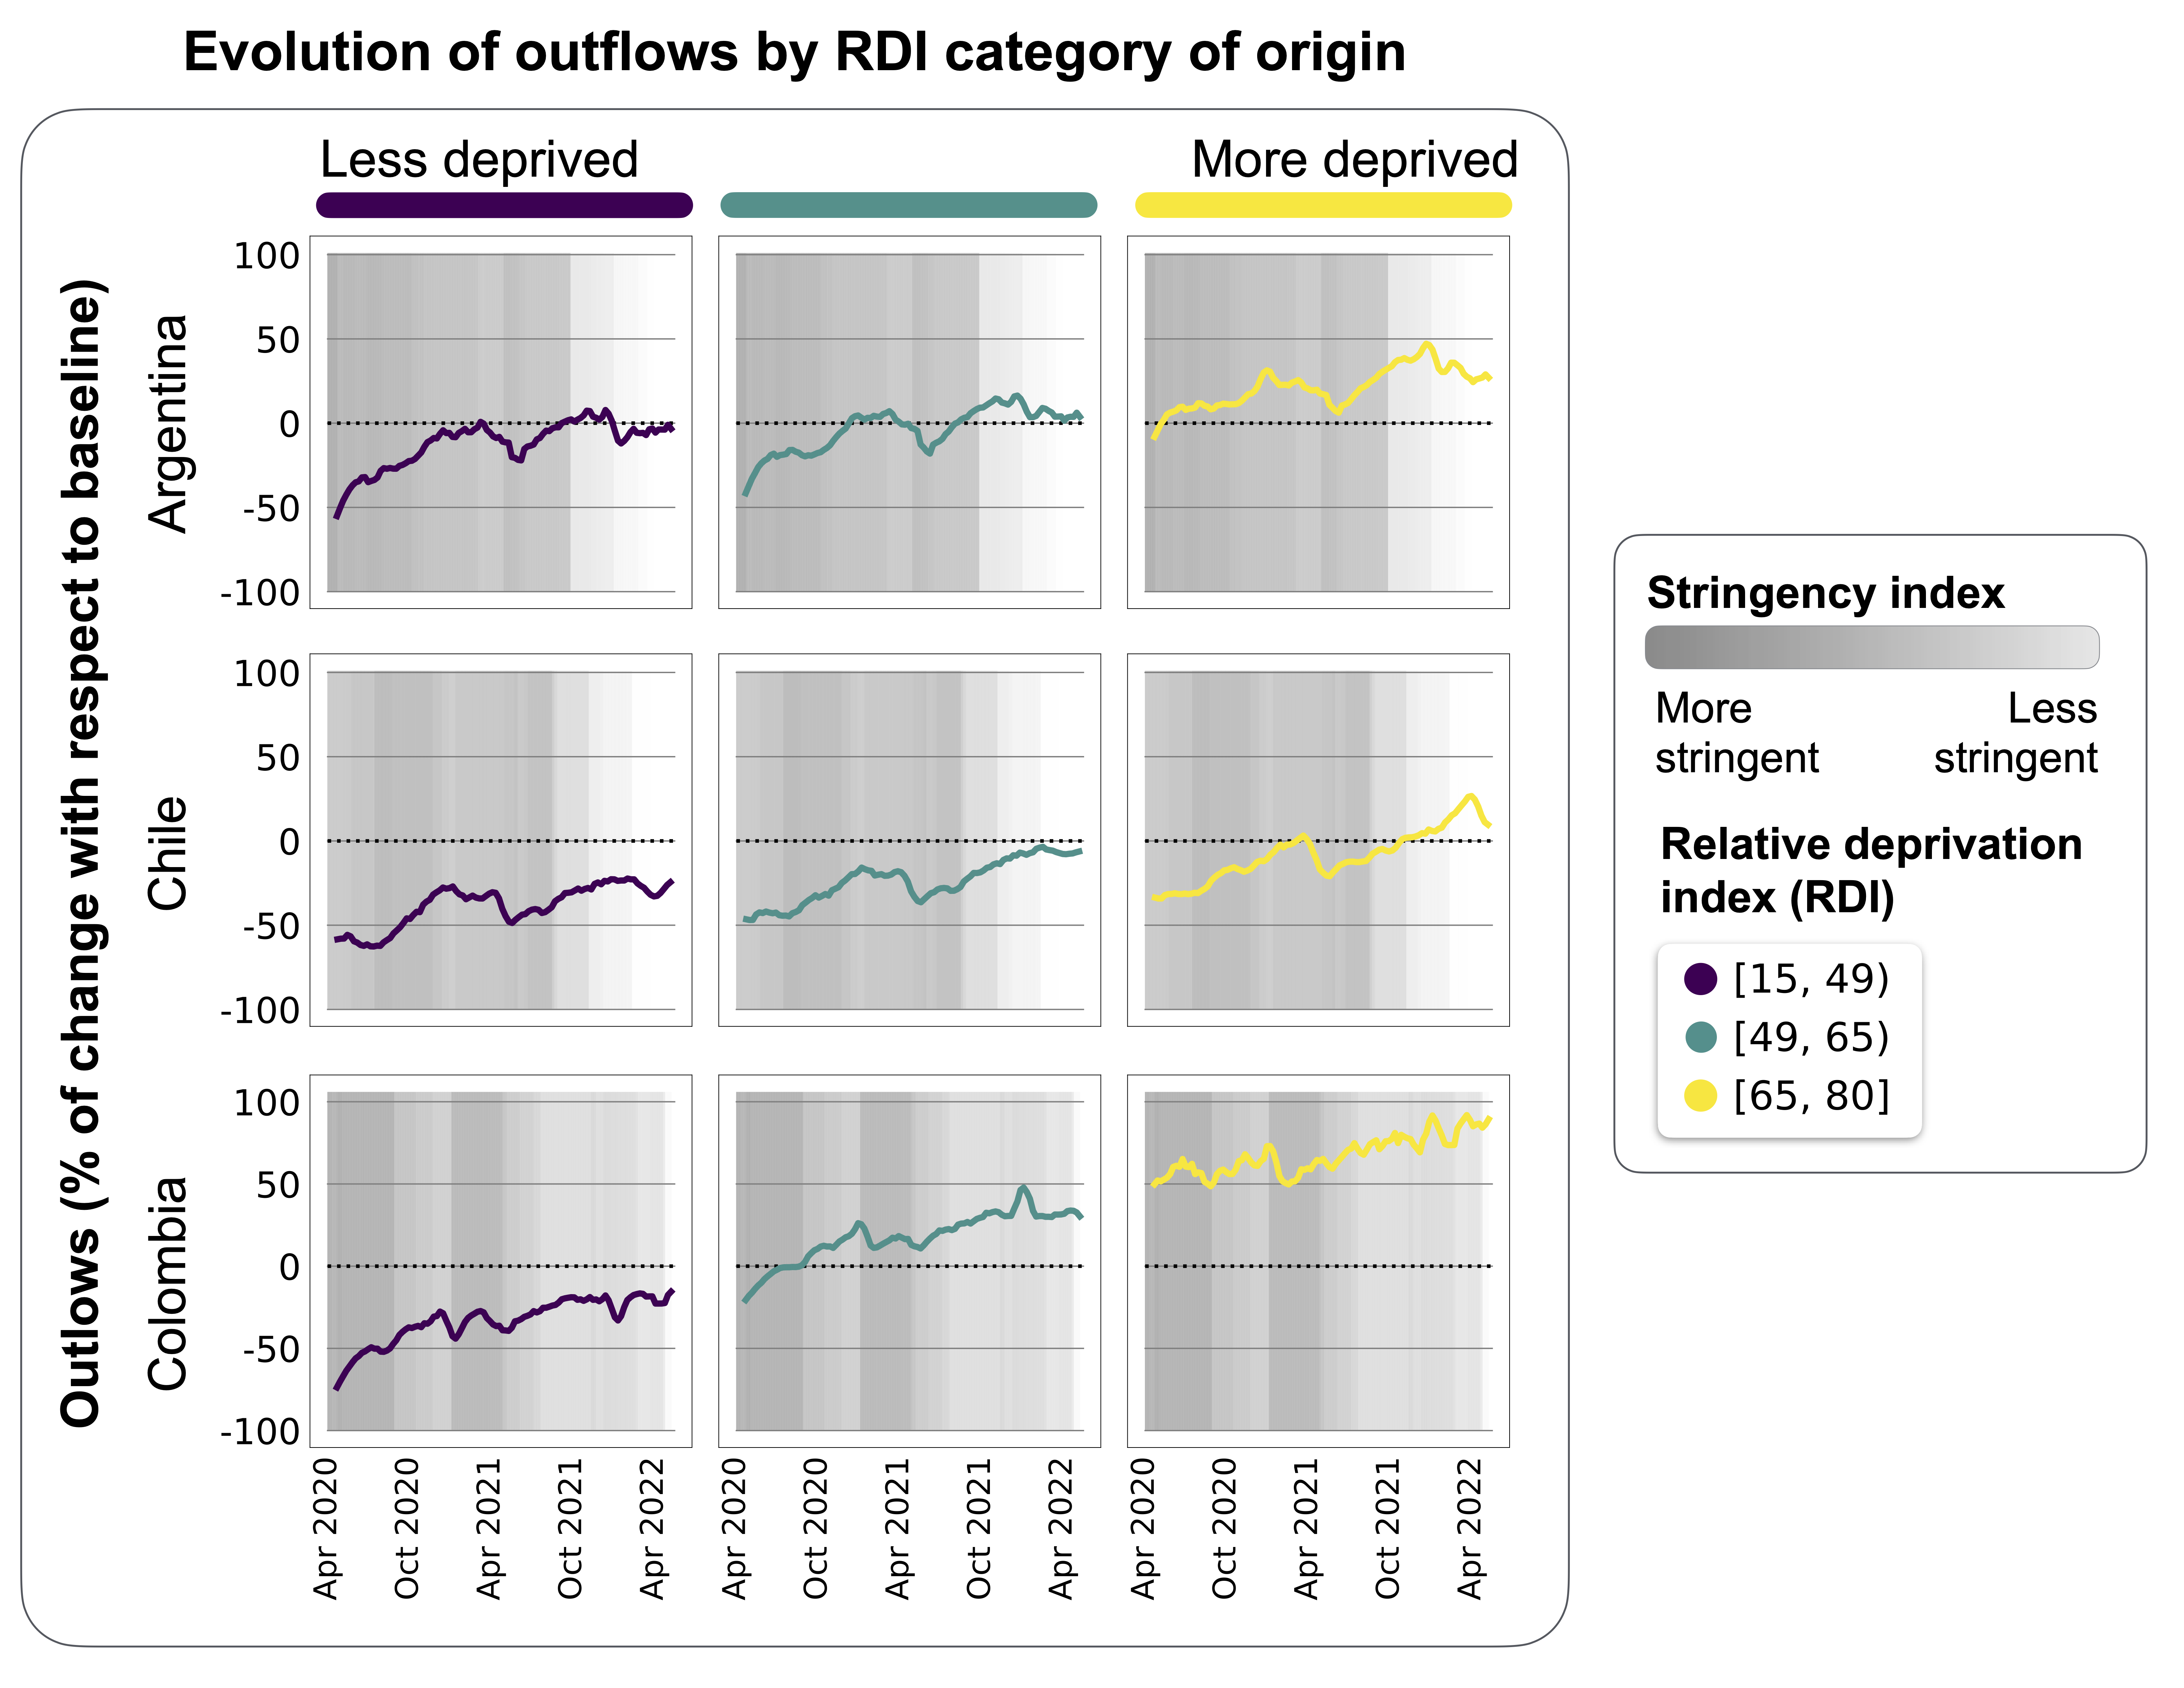 Evolution of outflows by RDI category of origin
Less deprived
More deprived
Outlows (% of change with respect to baseline)
Argentina
100
50
0
-50
-100
Chile
100
50
0
-50
-100
Colombia
100
50
0
-50
-100
Apr 2020
Oct 2020
Apr 2021
Oct 2021
Apr 2022
Apr 2020
Oct 2020
Apr 2021
Oct 2021
Apr 2022
Apr 2020
Oct 2020
Apr 2021
Oct 2021
Apr 2022
Stringency index
More stringent
Less stringent
Relative deprivation
index (RDI)
[15, 49)
[49, 65)
[65, 80]